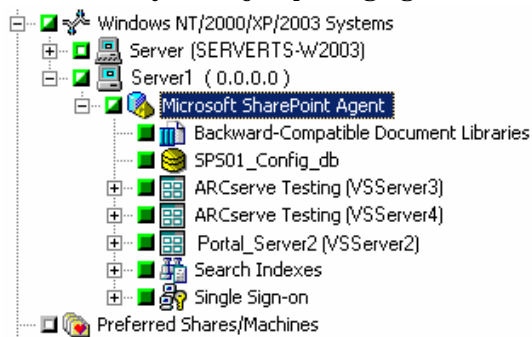 Windows NT/2000/XP/2003 Systems
Server (SERVERTS-W2003)
Server1 ( 0.0.0.0 )
Microsoft SharePoint Agent
Backward-Compatible Document Libraries
SPS01_Config_db
ARCserve Testing (VSServer3)
ARCserve Testing (VSServer4)
Portal_Server2 (VSServer2)
Search Indexes
Single Sign-on
Preferred Shares/Machines